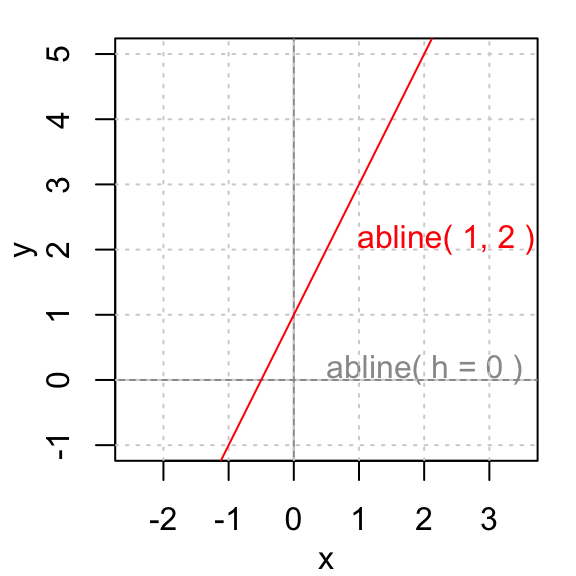 5
4
3
2
1
0
-1
y
abline( 1, 2 )
abline( h = 0 )
-2 -1 0 1 2 3
x